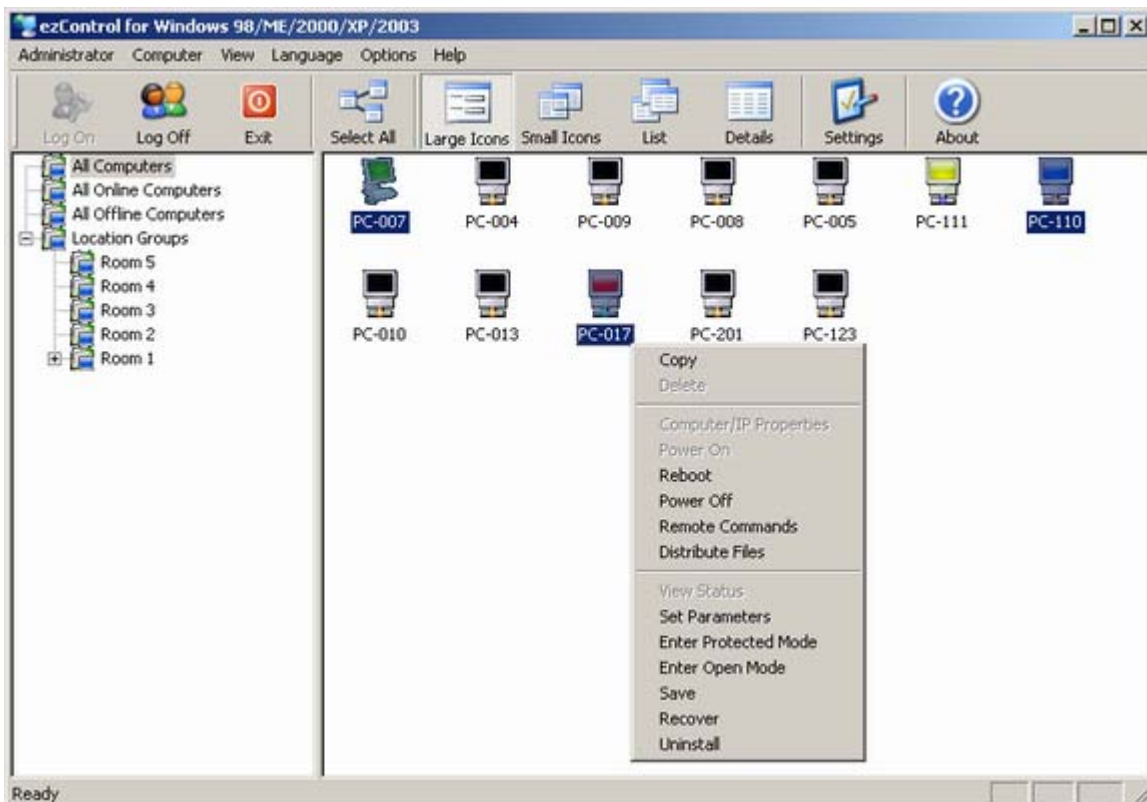 ezControl for Windows 98/ME/2000/XP/2003
Administrator Computer View Language Options Help
Log On Log Off Exit Select All Large Icons Small Icons List Details Settings About
All Computers
All Online Computers
All Offline Computers
Location Groups
Room 5
Room 4
Room 3
Room 2
Room 1
PC-007 PC-004 PC-009 PC-008 PC-005 PC-111 PC-110
PC-010 PC-013 PC-017 PC-201 PC-123
Copy
Delete
Computer/IP Properties
Power On
Reboot
Power Off
Remote Commands
Distribute Files
View Status
Set Parameters
Enter Protected Mode
Enter Open Mode
Save
Recover
Uninstall
Ready